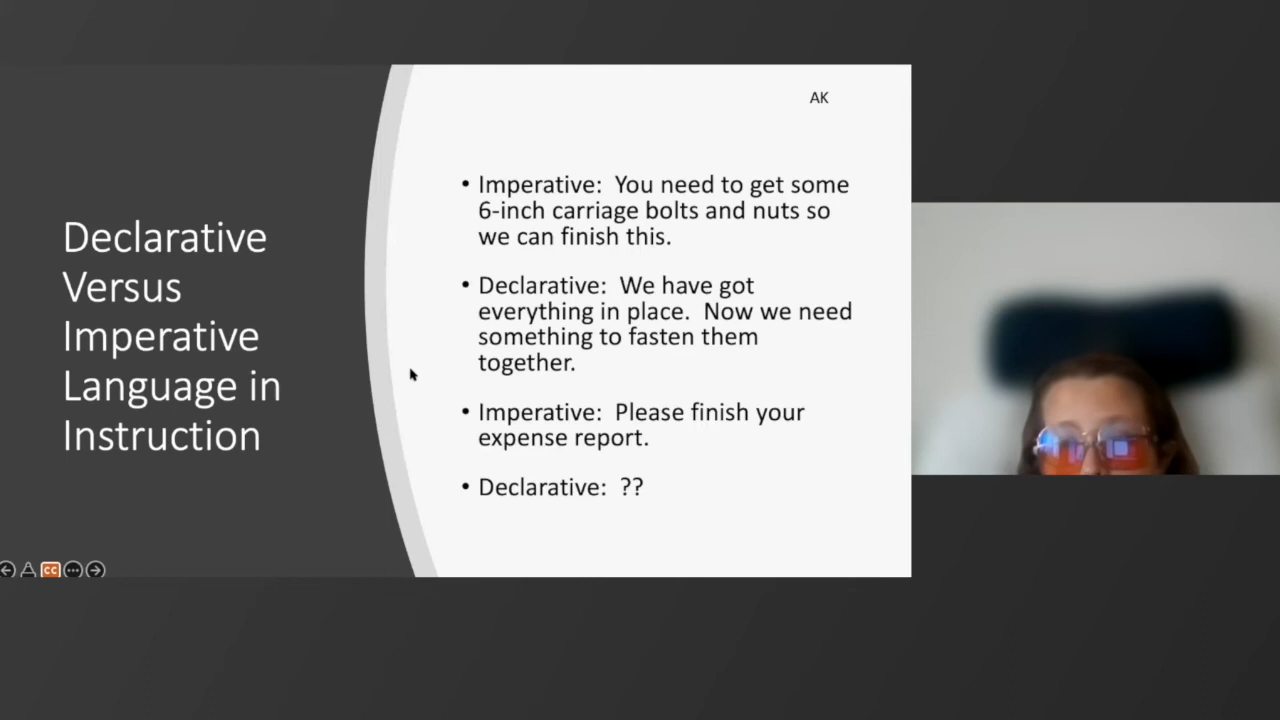 AK
Declarative
Versus
Imperative
Language in
Instruction
• Imperative:  You need to get some
6-inch carriage bolts and nuts so
we can finish this.
• Declarative:  We have got
everything in place.  Now we need
something to fasten them
together.
• Imperative:  Please finish your
expense report.
• Declarative:  ??
CC